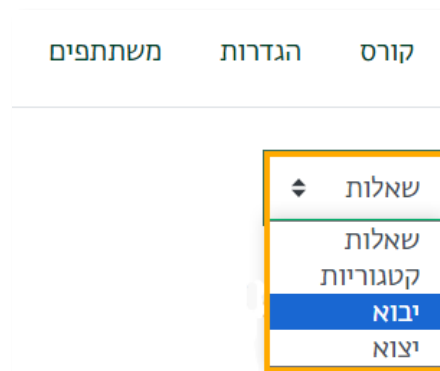 קורס הגדרות משתתפים
שאלות
שאלות
קטגוריות
יבוא
יצוא